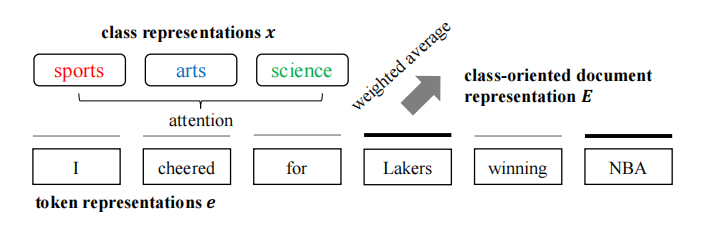 class representations x
sports arts science
weighted average
class-oriented document
representation E
attention
I cheered for Lakers winning NBA
token representations e